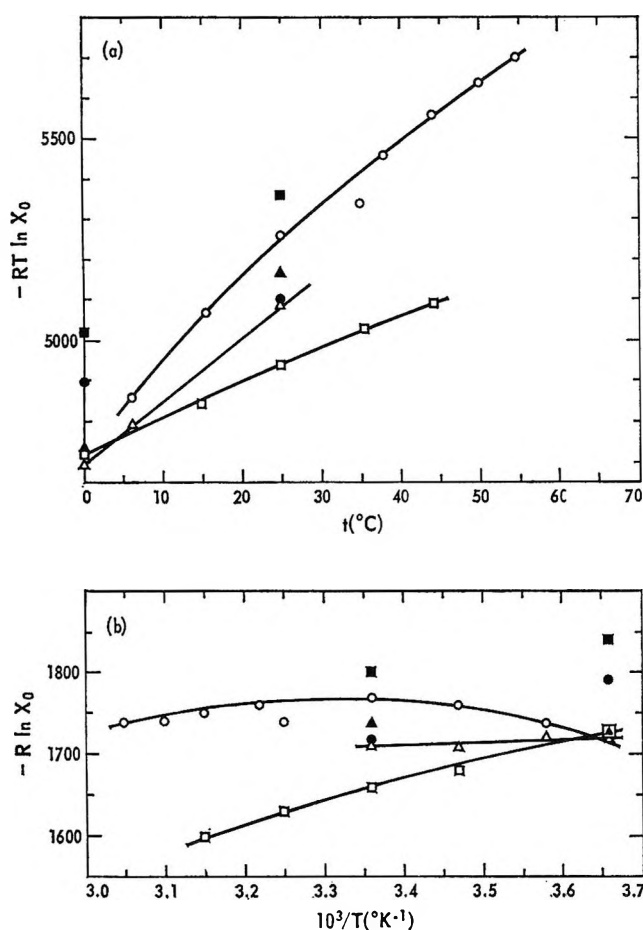 (a)
5500
5000
− RT ln X₀
0 10 20 30 40 50 60 70
t(°C)
(b)
1800
1700
1600
− R ln X₀
3.0 3.1 3.2 3.3 3.4 3.5 3.6 3.7
10³/T(°K⁻¹)